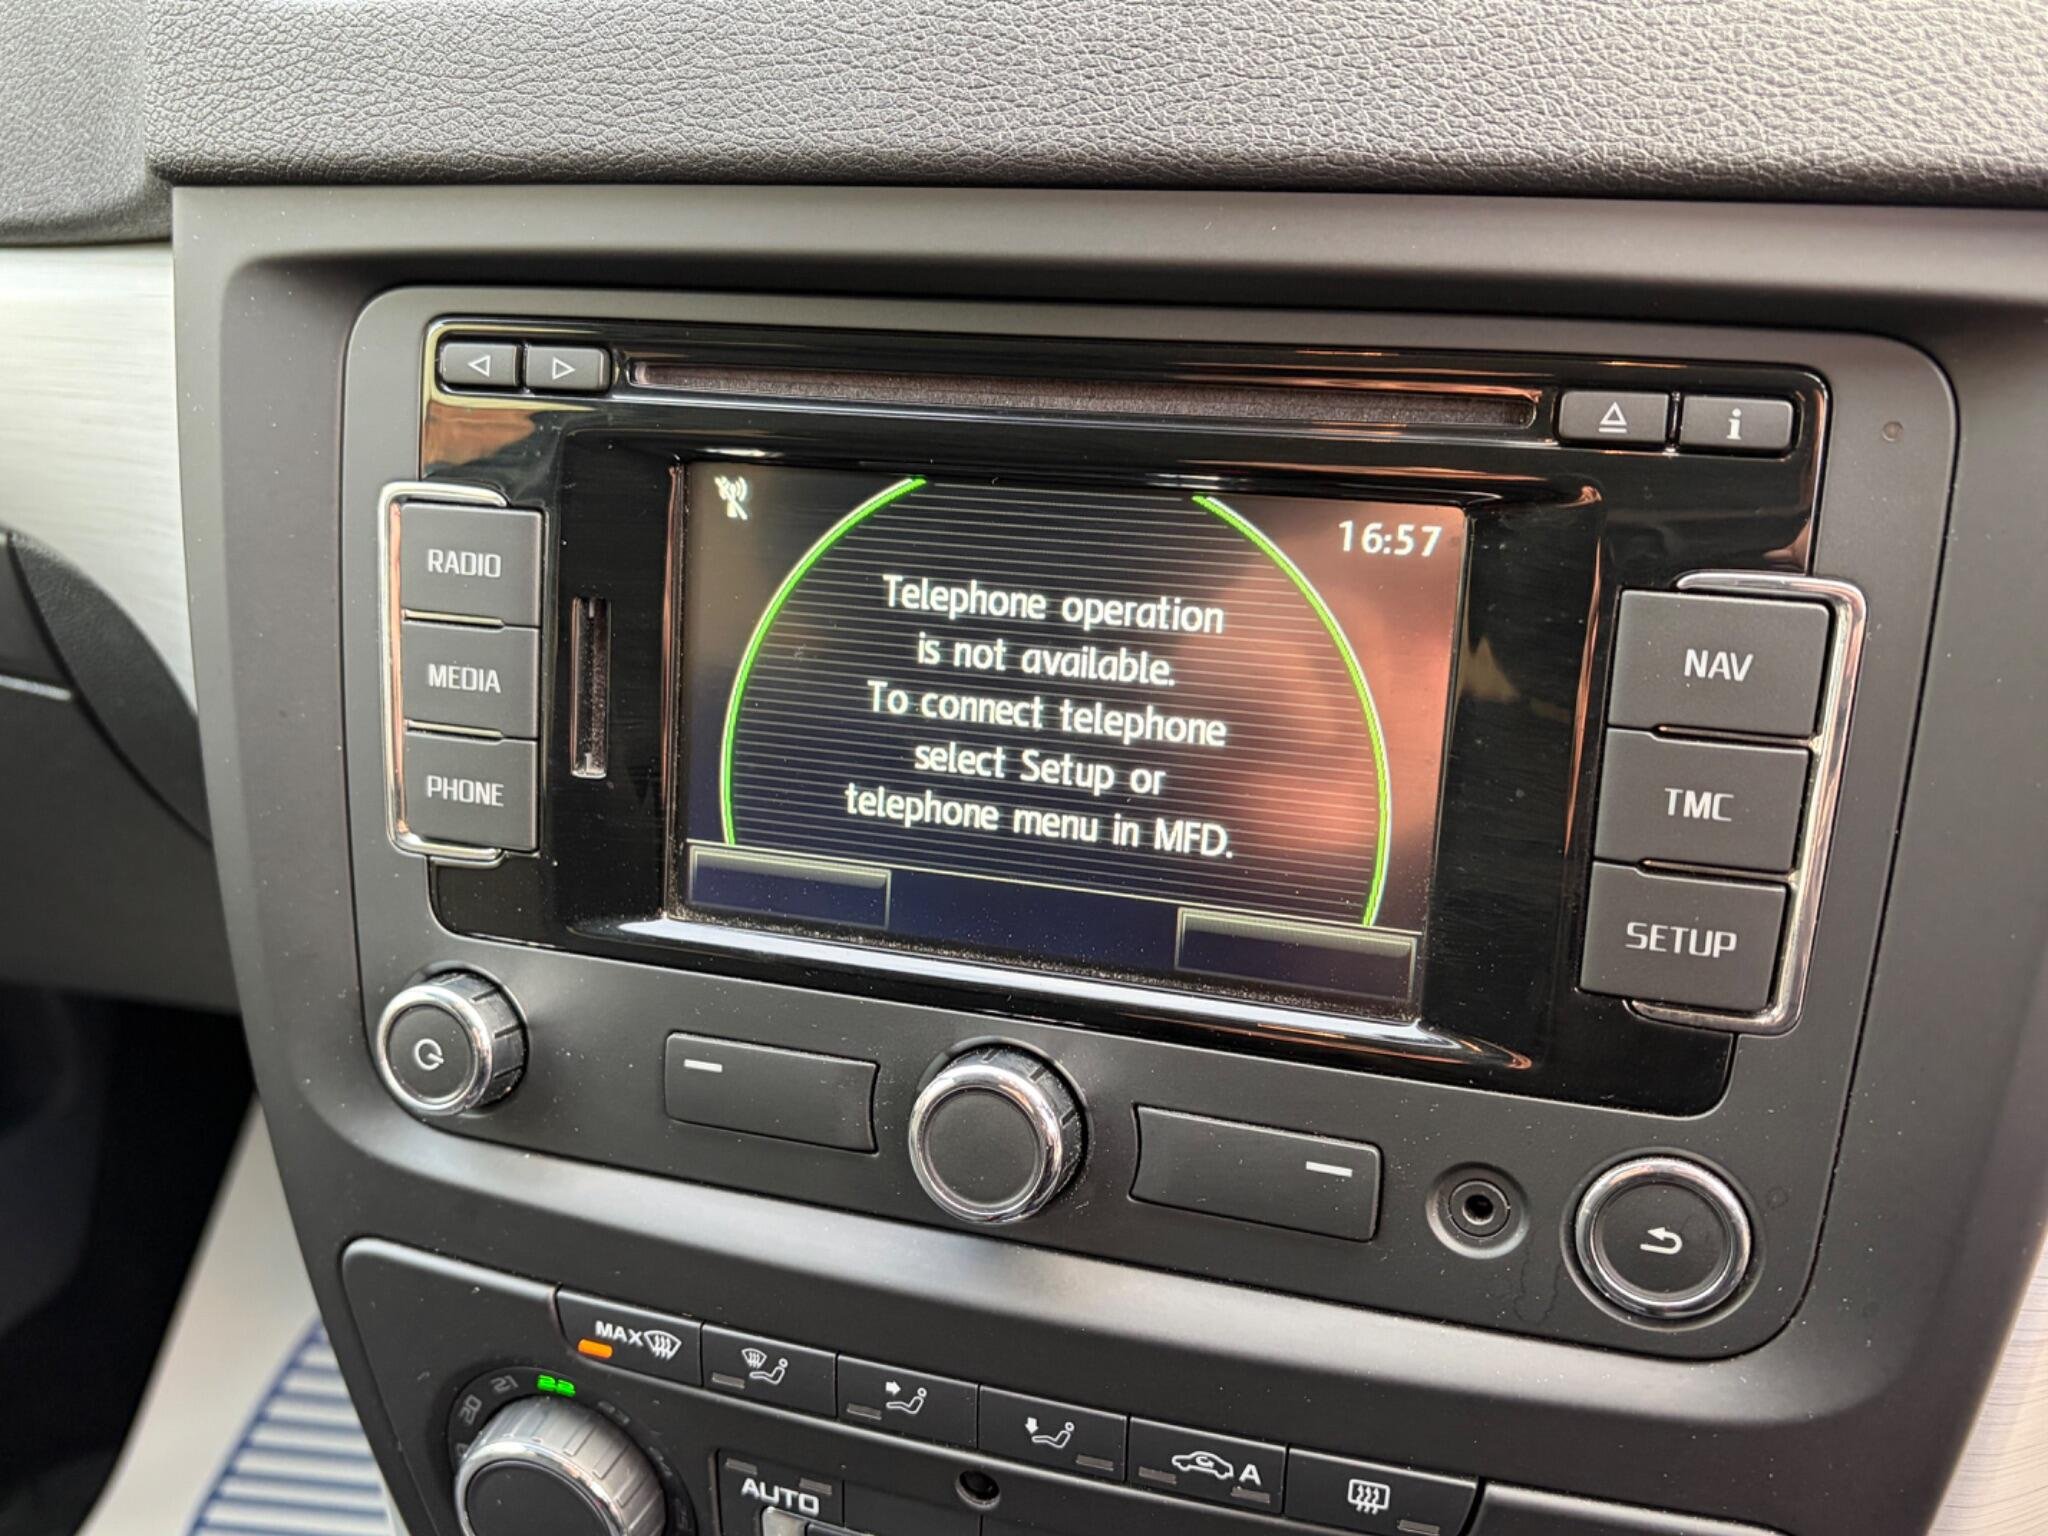 i
16:57
RADIO
MEDIA
PHONE
Telephone operation
is not available.
To connect telephone
select Setup or
telephone menu in MFD.
NAV
TMC
SETUP
MAX
20 21 22
AUTO
A